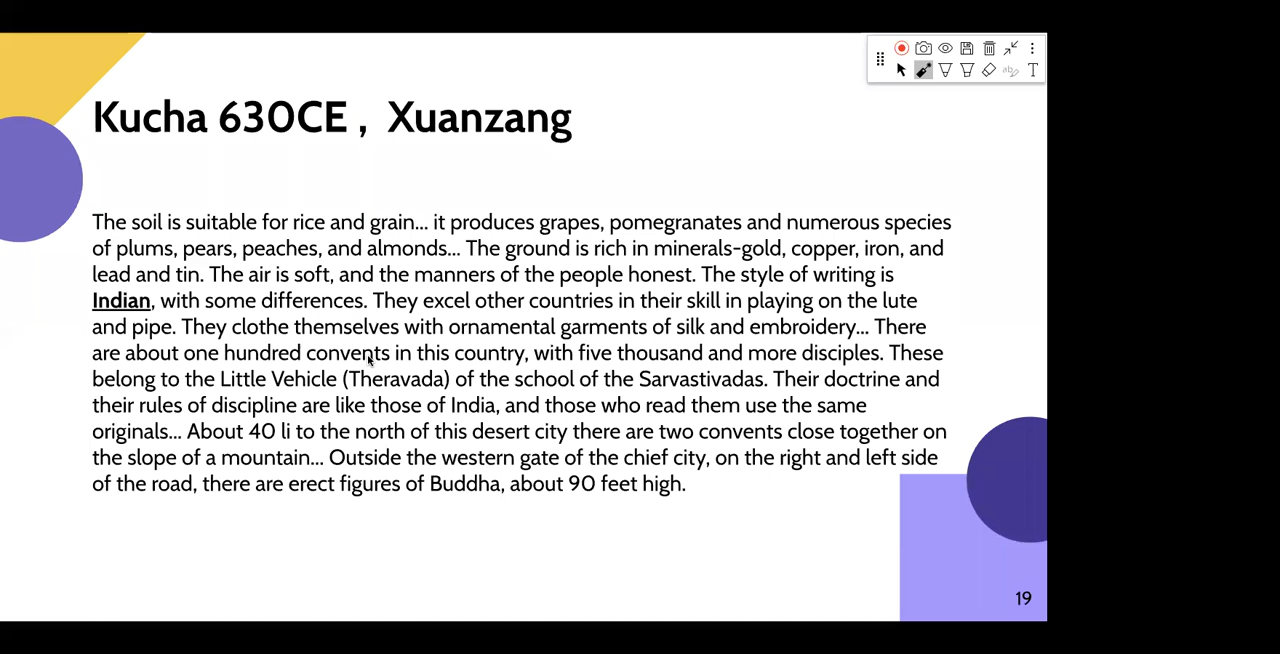 Kucha 630CE ,  Xuanzang
The soil is suitable for rice and grain... it produces grapes, pomegranates and numerous species
of plums, pears, peaches, and almonds... The ground is rich in minerals-gold, copper, iron, and
lead and tin. The air is soft, and the manners of the people honest. The style of writing is
Indian, with some differences. They excel other countries in their skill in playing on the lute
and pipe. They clothe themselves with ornamental garments of silk and embroidery... There
are about one hundred convents in this country, with five thousand and more disciples. These
belong to the Little Vehicle (Theravada) of the school of the Sarvastivadas. Their doctrine and
their rules of discipline are like those of India, and those who read them use the same
originals... About 40 li to the north of this desert city there are two convents close together on
the slope of a mountain... Outside the western gate of the chief city, on the right and left side
of the road, there are erect figures of Buddha, about 90 feet high.
19